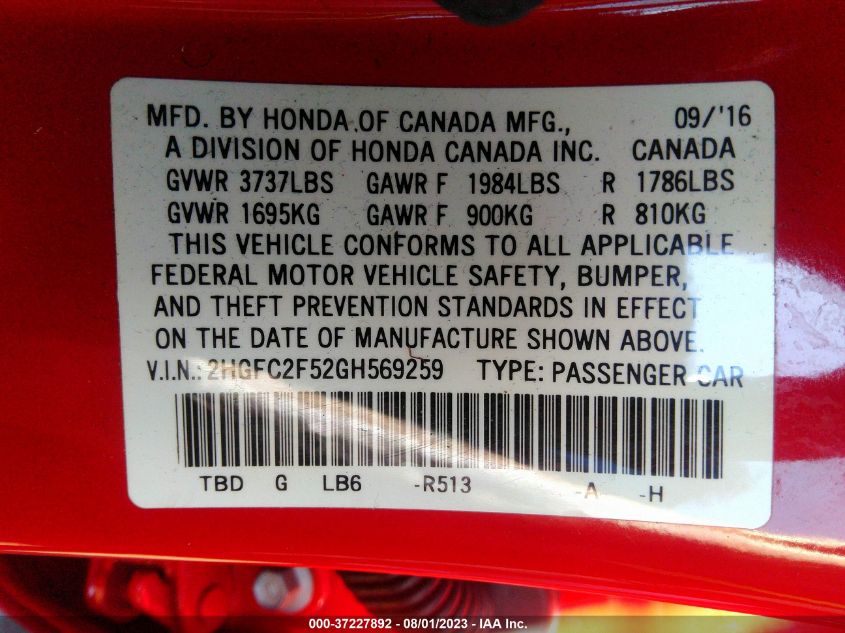 MFD. BY HONDA OF CANADA MFG., 09/'16
A DIVISION OF HONDA CANADA INC. CANADA
GVWR 3737LBS GAWR F 1984LBS R 1786LBS
GVWR 1695KG GAWR F 900KG R 810KG
THIS VEHICLE CONFORMS TO ALL APPLICABLE
FEDERAL MOTOR VEHICLE SAFETY, BUMPER,
AND THEFT PREVENTION STANDARDS IN EFFECT
ON THE DATE OF MANUFACTURE SHOWN ABOVE.
V.I.N.: 2HGFC2F52GH569259 TYPE: PASSENGER CAR
TBD G LB6 -R513 -A -H
000-37227892 - 08/01/2023 - IAA Inc.